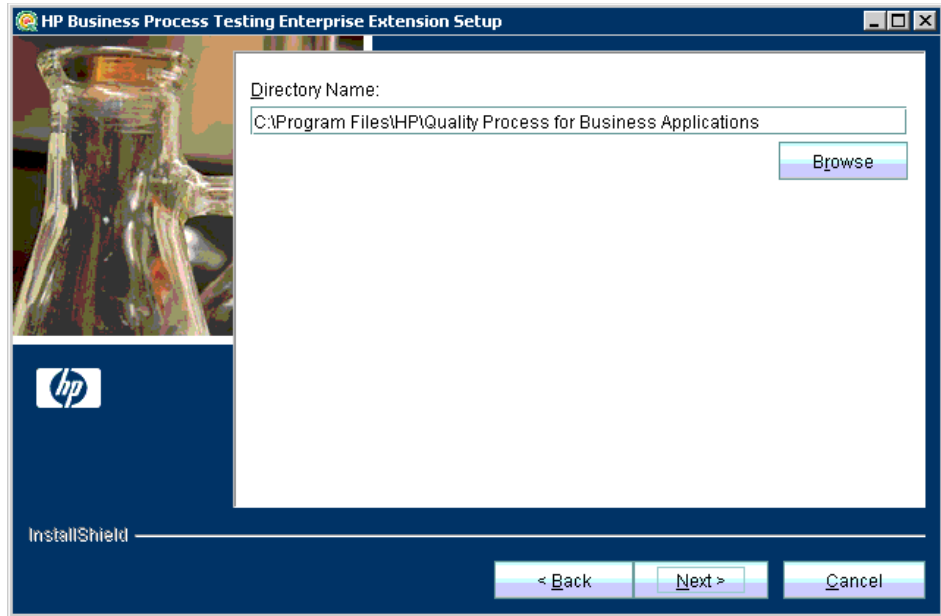 HP Business Process Testing Enterprise Extension Setup
Directory Name:
C:\Program Files\HP\Quality Process for Business Applications
Browse
hp
InstallShield
< Back
Next >
Cancel